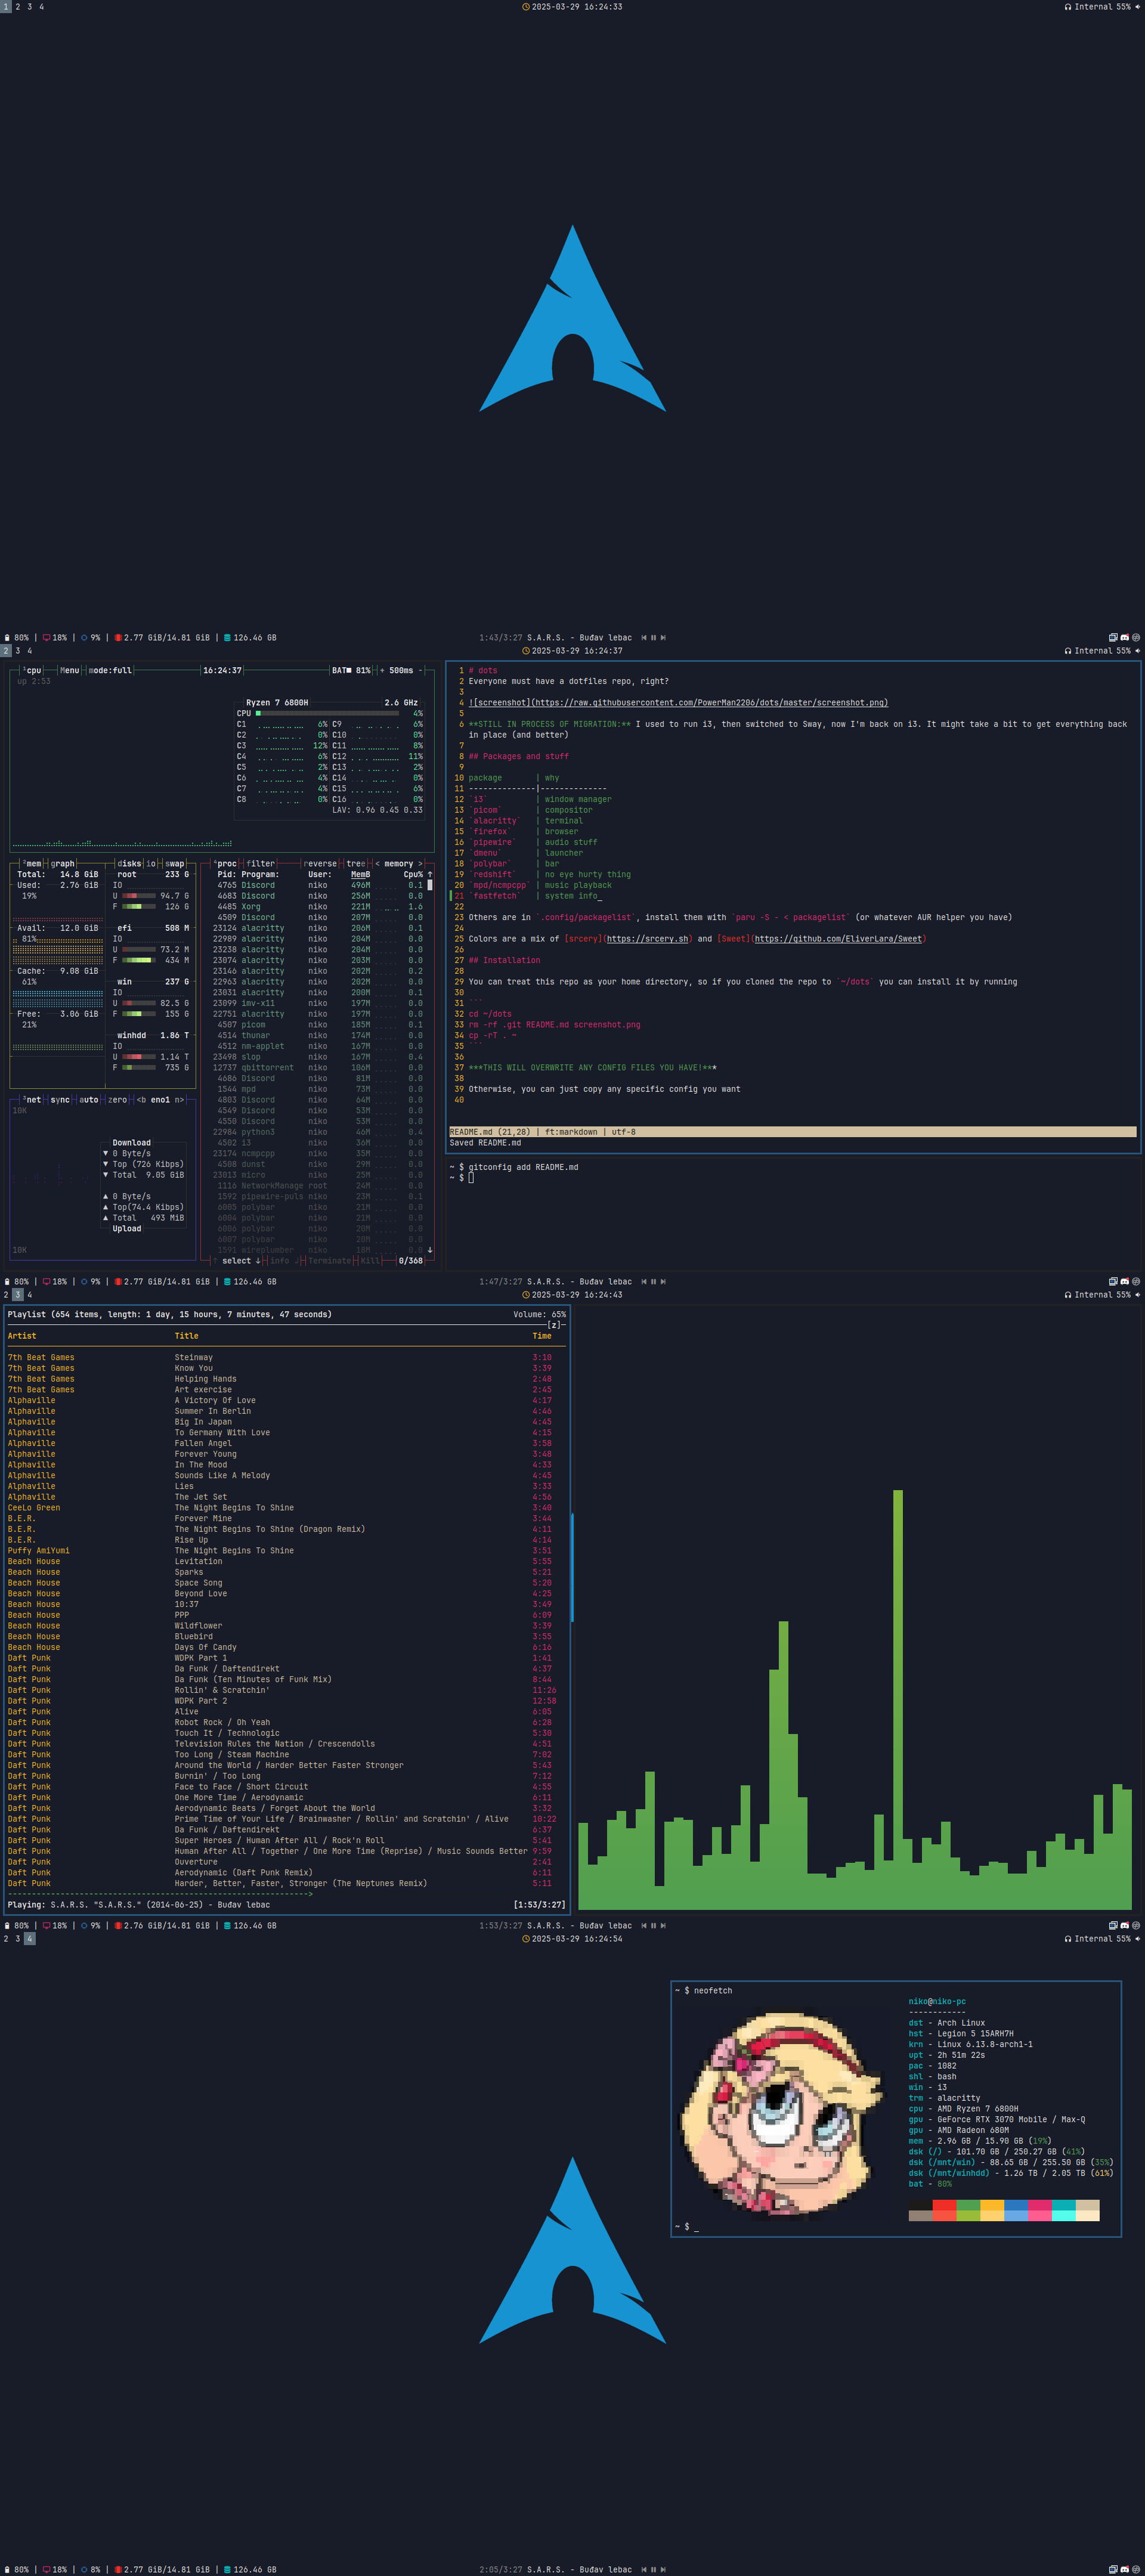 1 2 3 4
2025-03-29 16:24:33
Internal 55%
80% | 18% | 9% | 2.77 GiB/14.81 GiB | 126.46 GB
1:43/3:27 S.A.R.S. - Buđav lebac
2 3 4
2025-03-29 16:24:37
Internal 55%
¹cpu Menu mode:full 16:24:37 BAT■ 81% + 500ms -
up 2:53
Ryzen 7 6800H 2.6 GHz
CPU 4%
C1 6% C9 6%
C2 0% C10 0%
C3 12% C11 8%
C4 6% C12 11%
C5 2% C13 2%
C6 4% C14 0%
C7 4% C15 6%
C8 0% C16 0%
LAV: 0.96 0.45 0.33
²mem graph disks io swap
Total: 14.8 GiB
Used: 2.76 GiB
19%
Avail: 12.0 GiB
81%
Cache: 9.08 GiB
61%
Free: 3.06 GiB
21%
root 233 G
IO
U 94.7 G
F 126 G
efi 508 M
IO
U 73.2 M
F 434 M
win 237 G
IO
U 82.5 G
F 155 G
winhdd 1.86 T
IO
U 1.14 T
F 735 G
³net sync auto zero <b eno1 n>
10K
Download
▼ 0 Byte/s
▼ Top (726 Kibps)
▼ Total 9.05 GiB
▲ 0 Byte/s
▲ Top(74.4 Kibps)
▲ Total 493 MiB
Upload
10K
⁴proc filter reverse tree < memory >
Pid: Program: User: MemB Cpu% ↑
4765 Discord niko 496M 0.1
4683 Discord niko 256M 0.0
4485 Xorg niko 221M 1.6
4509 Discord niko 207M 0.0
23124 alacritty niko 206M 0.1
22989 alacritty niko 204M 0.0
23238 alacritty niko 204M 0.0
23074 alacritty niko 203M 0.0
23146 alacritty niko 202M 0.2
22963 alacritty niko 202M 0.0
23031 alacritty niko 200M 0.1
23099 imv-x11 niko 197M 0.0
22751 alacritty niko 197M 0.0
4507 picom niko 185M 0.1
4514 thunar niko 174M 0.0
4512 nm-applet niko 167M 0.0
23498 slop niko 167M 0.4
12737 qbittorrent niko 106M 0.0
4686 Discord niko 81M 0.0
1544 mpd niko 73M 0.0
4803 Discord niko 64M 0.0
4549 Discord niko 53M 0.0
4550 Discord niko 53M 0.0
22984 python3 niko 46M 0.4
4502 i3 niko 36M 0.0
23174 ncmpcpp niko 35M 0.0
4508 dunst niko 29M 0.0
23013 micro niko 25M 0.0
1116 NetworkManage root 24M 0.0
1592 pipewire-puls niko 23M 0.1
6005 polybar niko 21M 0.0
6004 polybar niko 21M 0.0
6006 polybar niko 20M 0.0
6007 polybar niko 20M 0.0
1591 wireplumber niko 18M 0.0 ↓
↑ select ↓ info ↲ Terminate Kill 0/368
1 # dots
2 Everyone must have a dotfiles repo, right?
3
4 ![screenshot](https://raw.githubusercontent.com/PowerMan2206/dots/master/screenshot.png)
5
6 **STILL IN PROCESS OF MIGRATION:** I used to run i3, then switched to Sway, now I'm back on i3. It might take a bit to get everything back
in place (and better)
7
8 ## Packages and stuff
9
10 package | why
11 --------------|--------------
12 `i3` | window manager
13 `picom` | compositor
14 `alacritty` | terminal
15 `firefox` | browser
16 `pipewire` | audio stuff
17 `dmenu` | launcher
18 `polybar` | bar
19 `redshift` | no eye hurty thing
20 `mpd/ncmpcpp` | music playback
21 `fastfetch` | system info_
22
23 Others are in `.config/packagelist`, install them with `paru -S - < packagelist` (or whatever AUR helper you have)
24
25 Colors are a mix of [srcery](https://srcery.sh) and [Sweet](https://github.com/EliverLara/Sweet)
26
27 ## Installation
28
29 You can treat this repo as your home directory, so if you cloned the repo to `~/dots` you can install it by running
30
31 ```
32 cd ~/dots
33 rm -rf .git README.md screenshot.png
34 cp -rT . ~
35 ```
36
37 ***THIS WILL OVERWRITE ANY CONFIG FILES YOU HAVE!***
38
39 Otherwise, you can just copy any specific config you want
40
README.md (21,28) | ft:markdown | utf-8
Saved README.md
~ $ gitconfig add README.md
~ $
80% | 18% | 9% | 2.77 GiB/14.81 GiB | 126.46 GB
1:47/3:27 S.A.R.S. - Buđav lebac
2 3 4
2025-03-29 16:24:43
Internal 55%
Playlist (654 items, length: 1 day, 15 hours, 7 minutes, 47 seconds) Volume: 65%
[z]
Artist Title Time
7th Beat Games Steinway 3:10
7th Beat Games Know You 3:39
7th Beat Games Helping Hands 2:48
7th Beat Games Art exercise 2:45
Alphaville A Victory Of Love 4:17
Alphaville Summer In Berlin 4:46
Alphaville Big In Japan 4:45
Alphaville To Germany With Love 4:15
Alphaville Fallen Angel 3:58
Alphaville Forever Young 3:48
Alphaville In The Mood 4:33
Alphaville Sounds Like A Melody 4:45
Alphaville Lies 3:33
Alphaville The Jet Set 4:56
CeeLo Green The Night Begins To Shine 3:40
B.E.R. Forever Mine 3:44
B.E.R. The Night Begins To Shine (Dragon Remix) 4:11
B.E.R. Rise Up 4:14
Puffy AmiYumi The Night Begins To Shine 3:51
Beach House Levitation 5:55
Beach House Sparks 5:21
Beach House Space Song 5:20
Beach House Beyond Love 4:25
Beach House 10:37 3:49
Beach House PPP 6:09
Beach House Wildflower 3:39
Beach House Bluebird 3:55
Beach House Days Of Candy 6:16
Daft Punk WDPK Part 1 1:41
Daft Punk Da Funk / Daftendirekt 4:37
Daft Punk Da Funk (Ten Minutes of Funk Mix) 8:44
Daft Punk Rollin' & Scratchin' 11:26
Daft Punk WDPK Part 2 12:58
Daft Punk Alive 6:05
Daft Punk Robot Rock / Oh Yeah 6:28
Daft Punk Touch It / Technologic 5:30
Daft Punk Television Rules the Nation / Crescendolls 4:51
Daft Punk Too Long / Steam Machine 7:02
Daft Punk Around the World / Harder Better Faster Stronger 5:43
Daft Punk Burnin' / Too Long 7:12
Daft Punk Face to Face / Short Circuit 4:55
Daft Punk One More Time / Aerodynamic 6:11
Daft Punk Aerodynamic Beats / Forget About the World 3:32
Daft Punk Prime Time of Your Life / Brainwasher / Rollin' and Scratchin' / Alive 10:22
Daft Punk Da Funk / Daftendirekt 6:37
Daft Punk Super Heroes / Human After All / Rock'n Roll 5:41
Daft Punk Human After All / Together / One More Time (Reprise) / Music Sounds Better 9:59
Daft Punk Ouverture 2:41
Daft Punk Aerodynamic (Daft Punk Remix) 6:11
Daft Punk Harder, Better, Faster, Stronger (The Neptunes Remix) 5:11
Playing: S.A.R.S. "S.A.R.S." (2014-06-25) - Buđav lebac [1:53/3:27]
80% | 18% | 9% | 2.76 GiB/14.81 GiB | 126.46 GB
1:53/3:27 S.A.R.S. - Buđav lebac
2 3 4
2025-03-29 16:24:54
Internal 55%
~ $ neofetch
niko@niko-pc
------------
dst - Arch Linux
hst - Legion 5 15ARH7H
krn - Linux 6.13.8-arch1-1
upt - 2h 51m 22s
pac - 1082
shl - bash
win - i3
trm - alacritty
cpu - AMD Ryzen 7 6800H
gpu - GeForce RTX 3070 Mobile / Max-Q
gpu - AMD Radeon 680M
mem - 2.96 GB / 15.90 GB (19%)
dsk (/) - 101.70 GB / 250.27 GB (41%)
dsk (/mnt/win) - 88.65 GB / 255.50 GB (35%)
dsk (/mnt/winhdd) - 1.26 TB / 2.05 TB (61%)
bat - 80%
~ $ _
80% | 18% | 8% | 2.77 GiB/14.81 GiB | 126.46 GB
2:05/3:27 S.A.R.S. - Buđav lebac